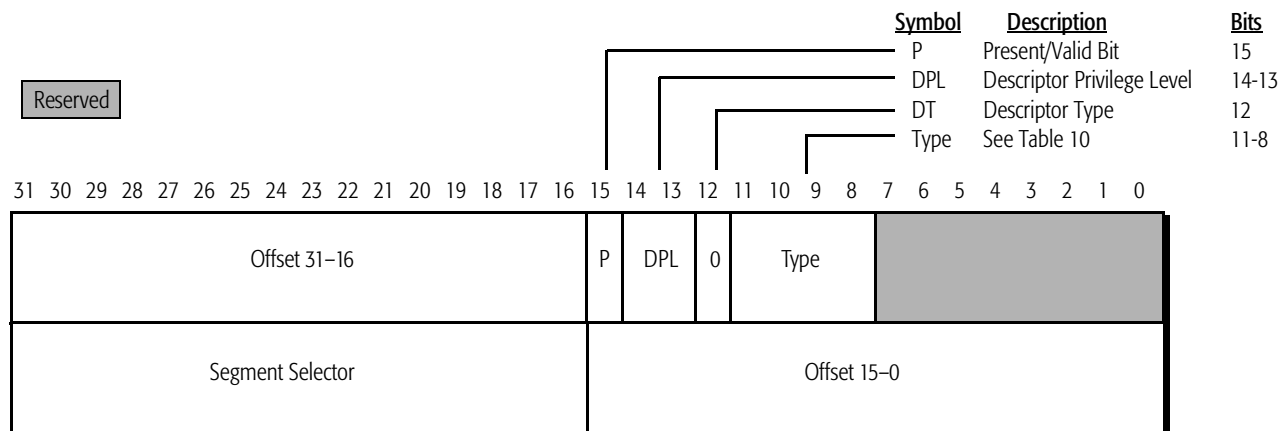 Symbol Description Bits
P Present/Valid Bit 15
DPL Descriptor Privilege Level 14-13
DT Descriptor Type 12
Type See Table 10 11-8
Reserved
31 30 29 28 27 26 25 24 23 22 21 20 19 18 17 16 15 14 13 12 11 10 9 8 7 6 5 4 3 2 1 0
Offset 31–16 P DPL 0 Type
Segment Selector Offset 15–0